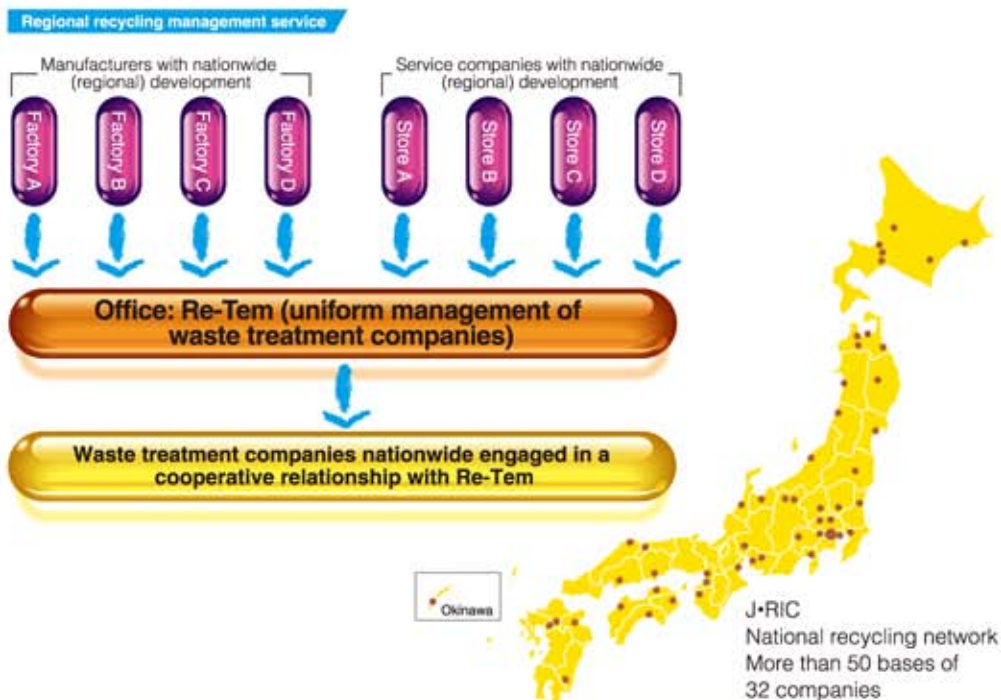 Regional recycling management service
Manufacturers with nationwide
(regional) development
Service companies with nationwide
(regional) development
Factory A
Factory B
Factory C
Factory D
Store A
Store B
Store C
Store D
Office: Re-Tem (uniform management of
waste treatment companies)
Waste treatment companies nationwide engaged in a
cooperative relationship with Re-Tem
Okinawa
J•RIC
National recycling network
More than 50 bases of
32 companies